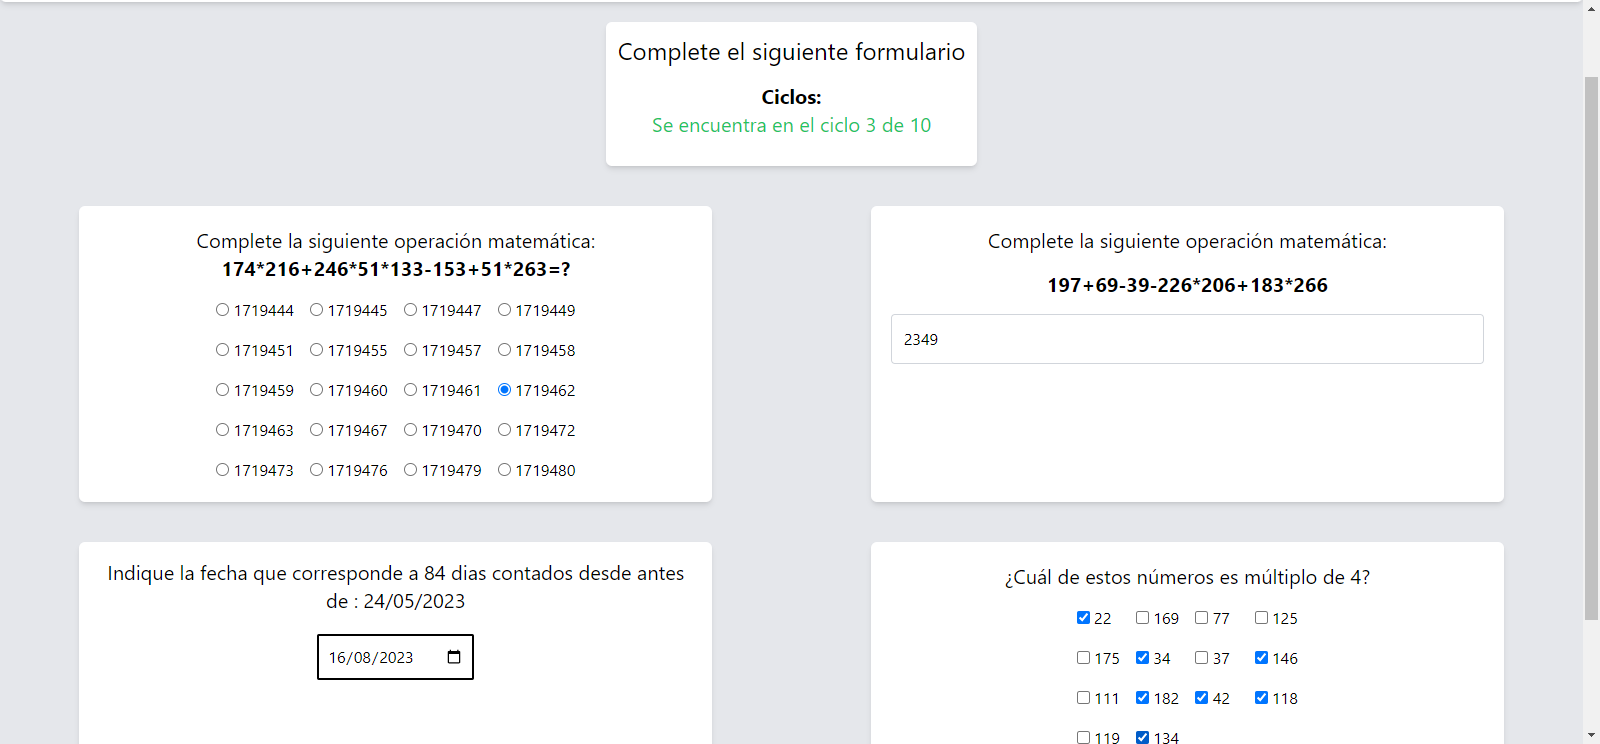 Complete el siguiente formulario
Ciclos:
Se encuentra en el ciclo 3 de 10
Complete la siguiente operación matemática:
174*216+246*51*133-153+51*263=?
1719444 1719445 1719447 1719449
1719451 1719455 1719457 1719458
1719459 1719460 1719461 1719462
1719463 1719467 1719470 1719472
1719473 1719476 1719479 1719480
Complete la siguiente operación matemática:
197+69-39-226*206+183*266
2349
Indique la fecha que corresponde a 84 dias contados desde antes
de : 24/05/2023
16/08/2023
¿Cuál de estos números es múltiplo de 4?
22 169 77 125
175 34 37 146
111 182 42 118
119 134